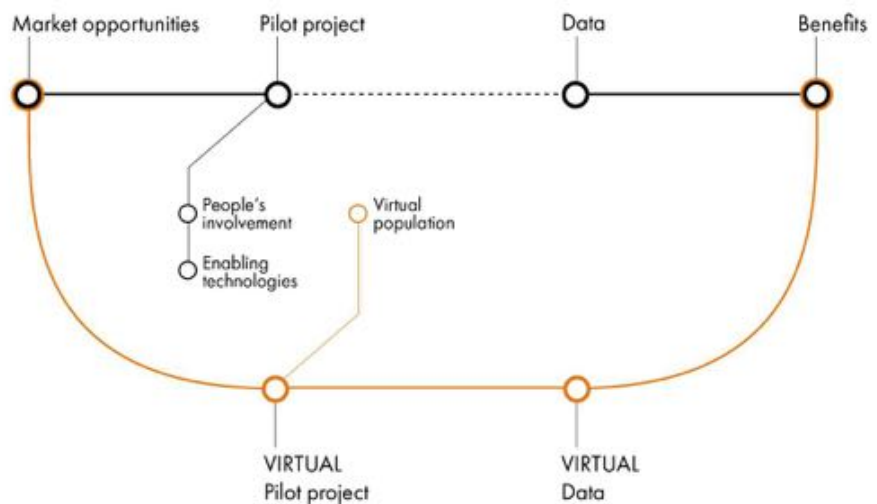 Market opportunities
Pilot project
Data
Benefits
People's
involvement
Virtual
population
Enabling
technologies
VIRTUAL
Pilot project
VIRTUAL
Data